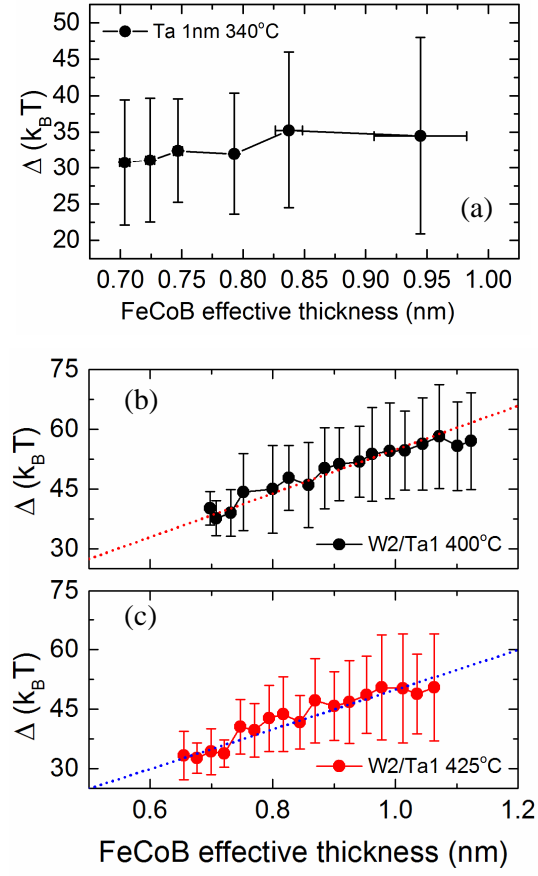 50
45
40
35
30
25
20
Δ (kBT)
Ta 1nm 340°C
(a)
0.70 0.75 0.80 0.85 0.90 0.95 1.00
FeCoB effective thickness (nm)
75
60
45
30
Δ (kBT)
(b)
W2/Ta1 400°C
75
60
45
30
Δ (kBT)
(c)
W2/Ta1 425°C
0.6 0.8 1.0 1.2
FeCoB effective thickness (nm)